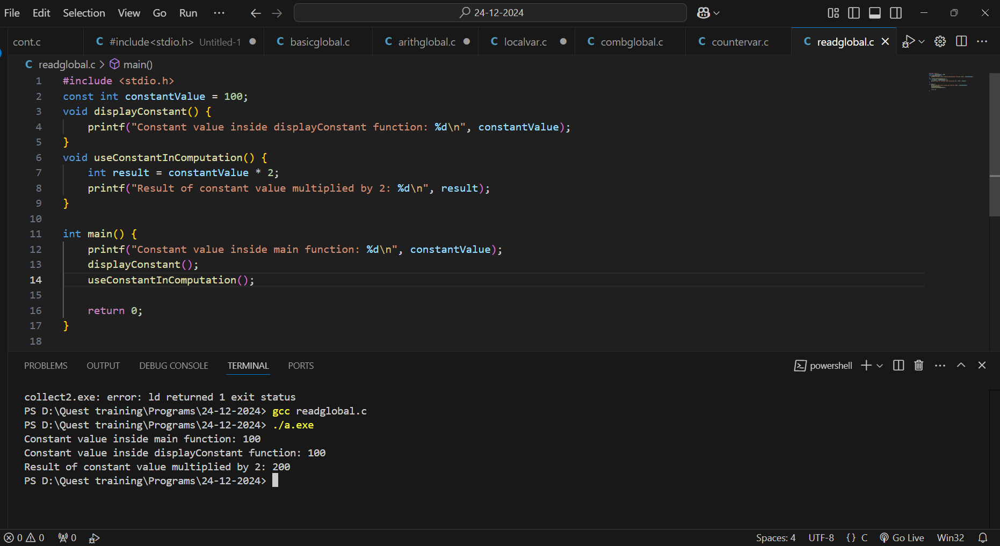 File Edit Selection View Go Run ··· 24-12-2024
cont.c C #include<stdio.h> Untitled-1 C basicglobal.c C arithglobal.c C localvar.c C combglobal.c C countervar.c C readglobal.c
C readglobal.c > main()
1 #include <stdio.h>
2 const int constantValue = 100;
3 void displayConstant() {
4 printf("Constant value inside displayConstant function: %d\n", constantValue);
5 }
6 void useConstantInComputation() {
7 int result = constantValue * 2;
8 printf("Result of constant value multiplied by 2: %d\n", result);
9 }
10
11 int main() {
12 printf("Constant value inside main function: %d\n", constantValue);
13 displayConstant();
14 useConstantInComputation();
15
16 return 0;
17 }
18
PROBLEMS OUTPUT DEBUG CONSOLE TERMINAL PORTS powershell
collect2.exe: error: ld returned 1 exit status
PS D:\Quest training\Programs\24-12-2024> gcc readglobal.c
PS D:\Quest training\Programs\24-12-2024> ./a.exe
Constant value inside main function: 100
Constant value inside displayConstant function: 100
Result of constant value multiplied by 2: 200
PS D:\Quest training\Programs\24-12-2024>
0 0 0 Spaces: 4 UTF-8 {} C Go Live Win32